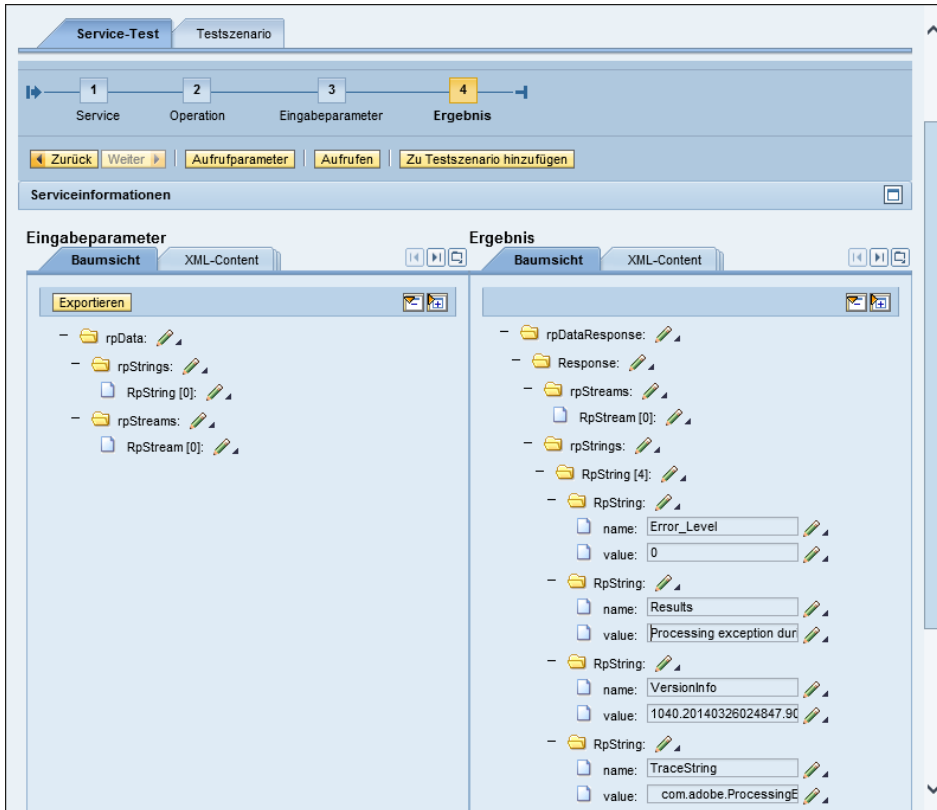 Service-Test Testszenario
1 2 3 4
Service Operation Eingabeparameter Ergebnis
Zurück Weiter Aufrufparameter Aufrufen Zu Testszenario hinzufügen
Serviceinformationen
Eingabeparameter
Baumsicht XML-Content
Exportieren
rpData:
rpStrings:
RpString [0]:
rpStreams:
RpStream [0]:
Ergebnis
Baumsicht XML-Content
rpDataResponse:
Response:
rpStreams:
RpStream [0]:
rpStrings:
RpString [4]:
RpString:
name: Error_Level
value: 0
RpString:
name: Results
value: Processing exception dur
RpString:
name: VersionInfo
value: 1040.20140326024847.90
RpString:
name: TraceString
value: com.adobe.ProcessingE